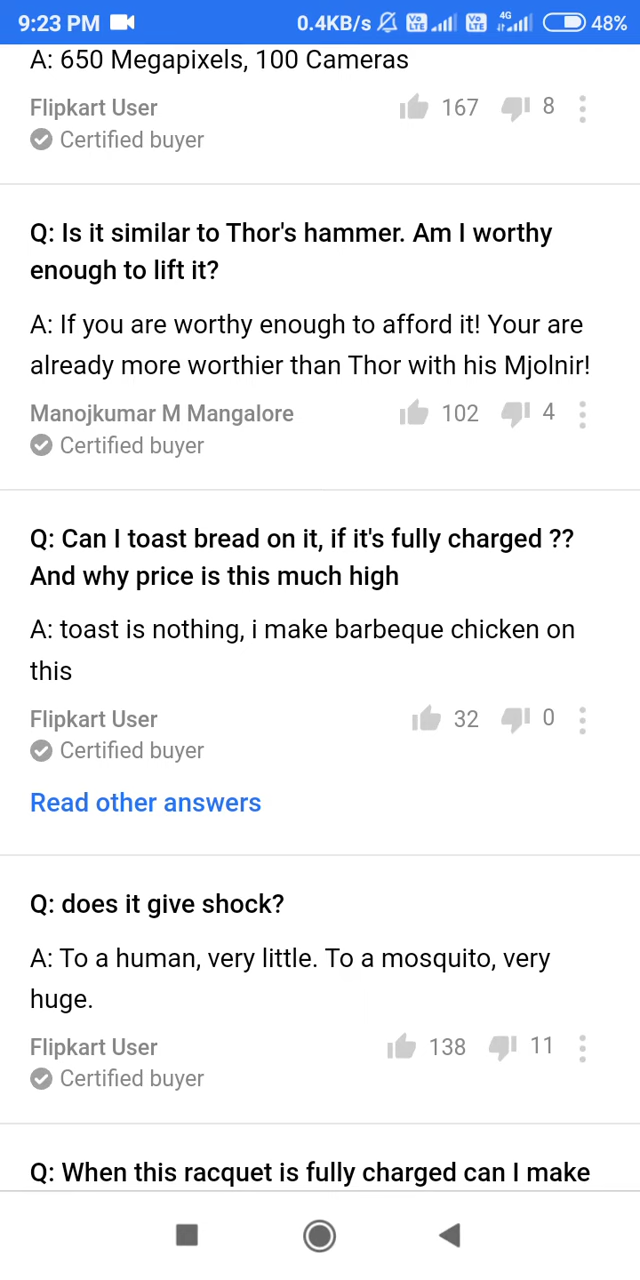 9:23 PM 0.4KB/s Vo LTE Vo LTE 4G 48%
A: 650 Megapixels, 100 Cameras
Flipkart User 167 8
Certified buyer
Q: Is it similar to Thor's hammer. Am I worthy
enough to lift it?
A: If you are worthy enough to afford it! Your are
already more worthier than Thor with his Mjolnir!
Manojkumar M Mangalore 102 4
Certified buyer
Q: Can I toast bread on it, if it's fully charged ??
And why price is this much high
A: toast is nothing, i make barbeque chicken on
this
Flipkart User 32 0
Certified buyer
Read other answers
Q: does it give shock?
A: To a human, very little. To a mosquito, very
huge.
Flipkart User 138 11
Certified buyer
Q: When this racquet is fully charged can I make